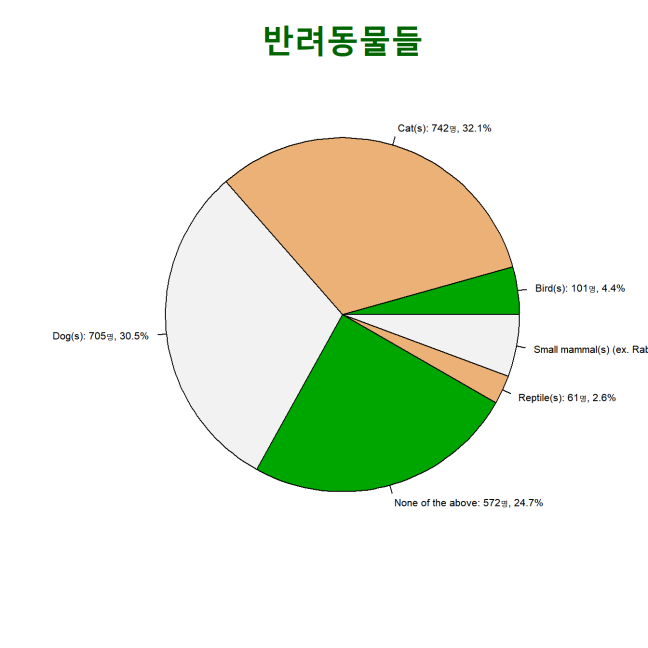 반려동물들
Cat(s): 742명, 32.1%
Bird(s): 101명, 4.4%
Dog(s): 705명, 30.5%
Small mammal(s) (ex. Rab
Reptile(s): 61명, 2.6%
None of the above: 572명, 24.7%